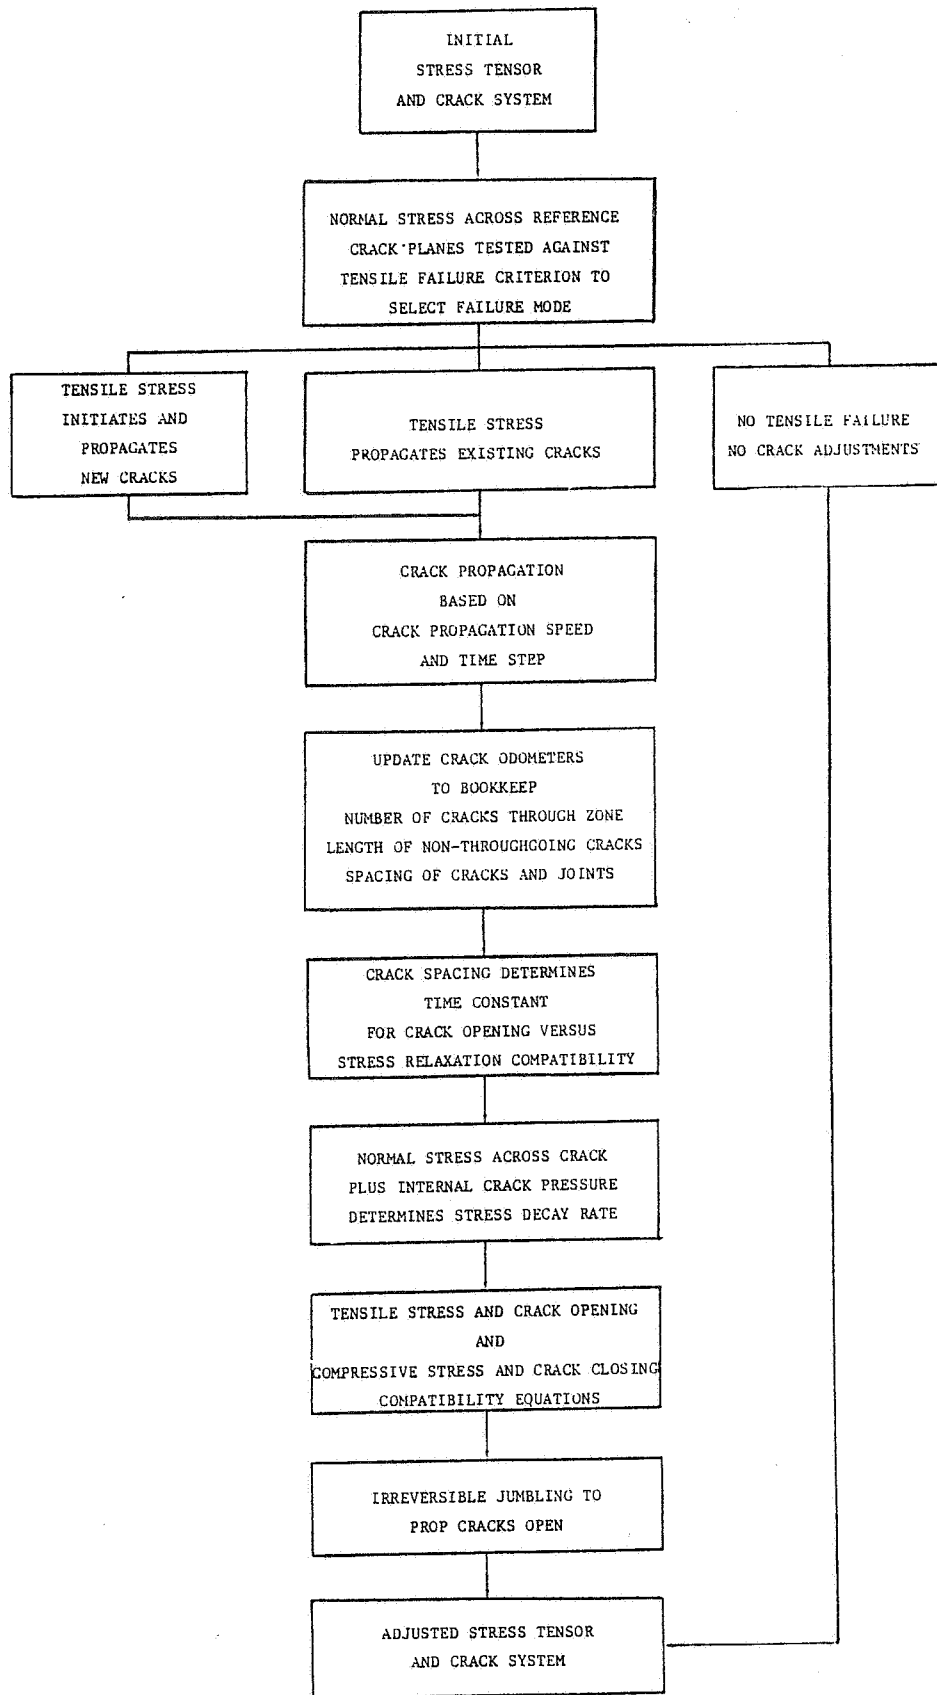 INITIAL
STRESS TENSOR
AND CRACK SYSTEM
NORMAL STRESS ACROSS REFERENCE
CRACK PLANES TESTED AGAINST
TENSILE FAILURE CRITERION TO
SELECT FAILURE MODE
TENSILE STRESS
INITIATES AND
PROPAGATES
NEW CRACKS
TENSILE STRESS
PROPAGATES EXISTING CRACKS
NO TENSILE FAILURE
NO CRACK ADJUSTMENTS
CRACK PROPAGATION
BASED ON
CRACK PROPAGATION SPEED
AND TIME STEP
UPDATE CRACK ODOMETERS
TO BOOKKEEP
NUMBER OF CRACKS THROUGH ZONE
LENGTH OF NON-THROUGHGOING CRACKS
SPACING OF CRACKS AND JOINTS
CRACK SPACING DETERMINES
TIME CONSTANT
FOR CRACK OPENING VERSUS
STRESS RELAXATION COMPATIBILITY
NORMAL STRESS ACROSS CRACK
PLUS INTERNAL CRACK PRESSURE
DETERMINES STRESS DECAY RATE
TENSILE STRESS AND CRACK OPENING
AND
COMPRESSIVE STRESS AND CRACK CLOSING
COMPATIBILITY EQUATIONS
IRREVERSIBLE JUMBLING TO
PROP CRACKS OPEN
ADJUSTED STRESS TENSOR
AND CRACK SYSTEM